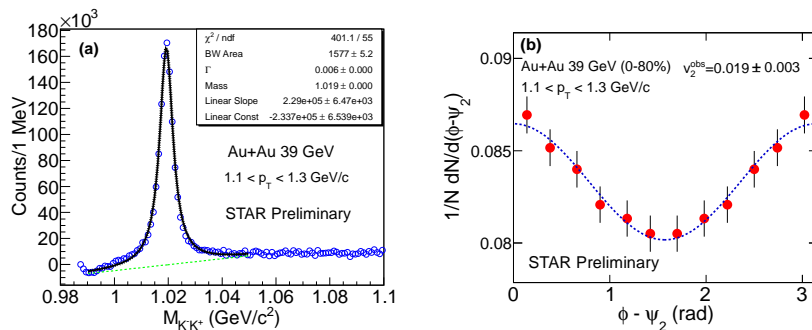 ×10³
(a)
χ² / ndf 401.1 / 55
BW Area 1577 ± 5.2
Γ 0.006 ± 0.000
Mass 1.019 ± 0.000
Linear Slope 2.29e+05 ± 6.47e+03
Linear Const -2.337e+05 ± 6.539e+03
Au+Au 39 GeV
1.1 < p_T < 1.3 GeV/c
STAR Preliminary
Counts/1 MeV
180
160
140
120
100
80
60
40
20
0
0.98 1 1.02 1.04 1.06 1.08 1.1
M_K⁻K⁺ (GeV/c²)
(b)
Au+Au 39 GeV (0-80%) v₂^obs=0.019 ± 0.003
1.1 < p_T < 1.3 GeV/c
STAR Preliminary
1/N dN/d(ϕ-ψ₂)
0.09
0.085
0.08
0 1 2 3
ϕ - ψ₂ (rad)